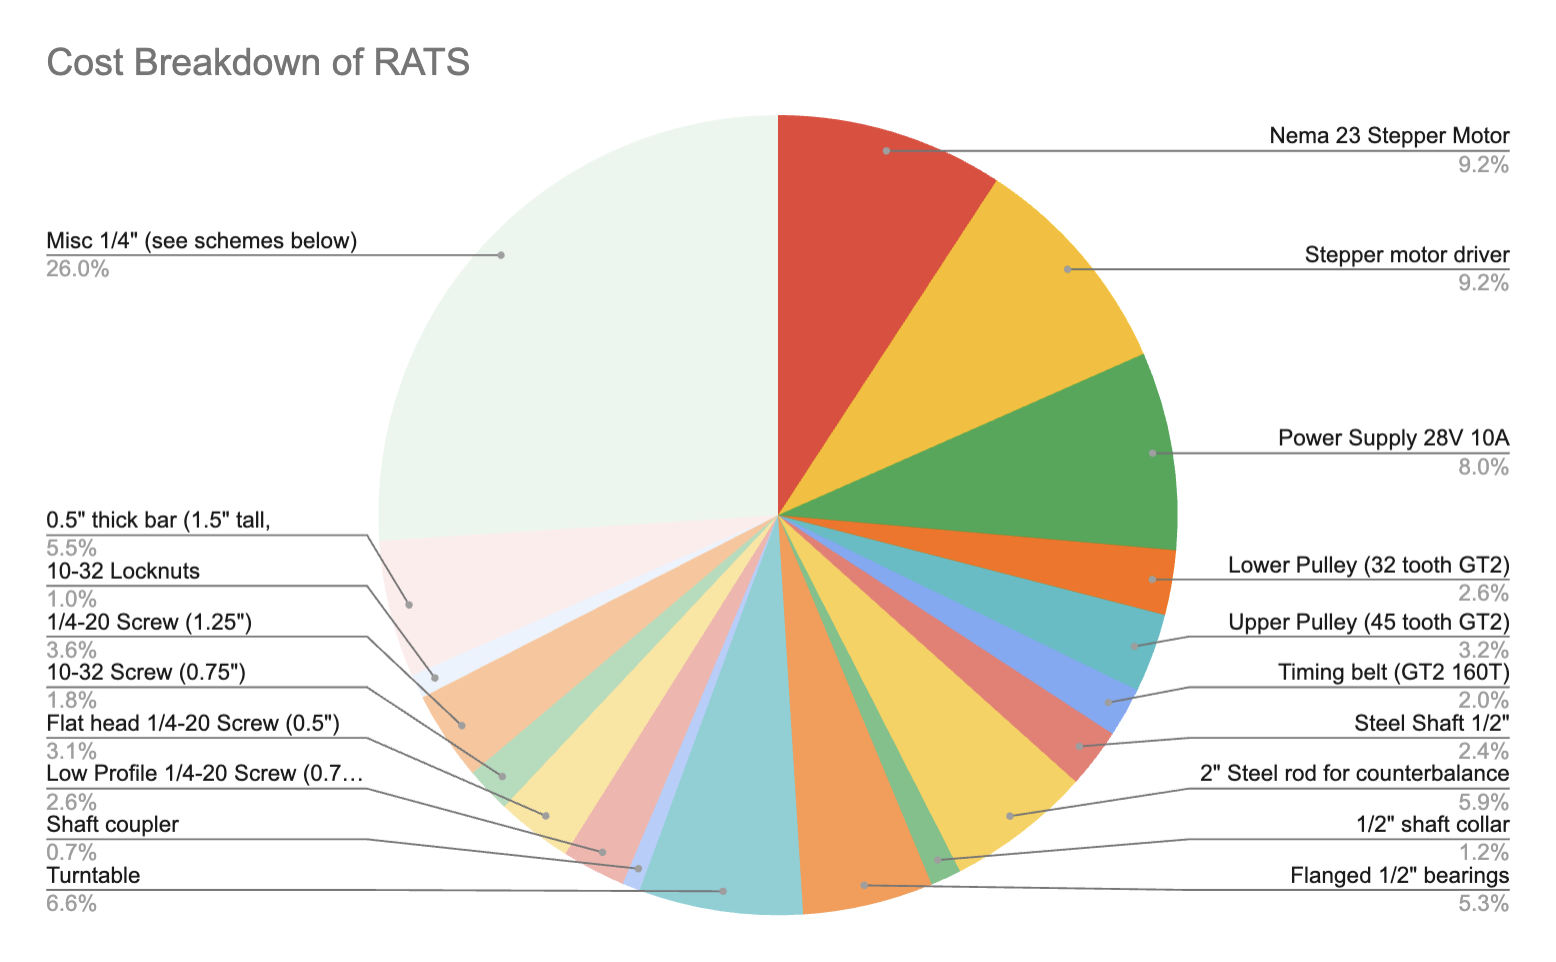 Cost Breakdown of RATS
Nema 23 Stepper Motor
9.2%
Stepper motor driver
9.2%
Power Supply 28V 10A
8.0%
Lower Pulley (32 tooth GT2)
2.6%
Upper Pulley (45 tooth GT2)
3.2%
Timing belt (GT2 160T)
2.0%
Steel Shaft 1/2"
2.4%
2" Steel rod for counterbalance
5.9%
1/2" shaft collar
1.2%
Flanged 1/2" bearings
5.3%
Misc 1/4" (see schemes below)
26.0%
0.5" thick bar (1.5" tall,
5.5%
10-32 Locknuts
1.0%
1/4-20 Screw (1.25")
3.6%
10-32 Screw (0.75")
1.8%
Flat head 1/4-20 Screw (0.5")
3.1%
Low Profile 1/4-20 Screw (0.7…
2.6%
Shaft coupler
0.7%
Turntable
6.6%